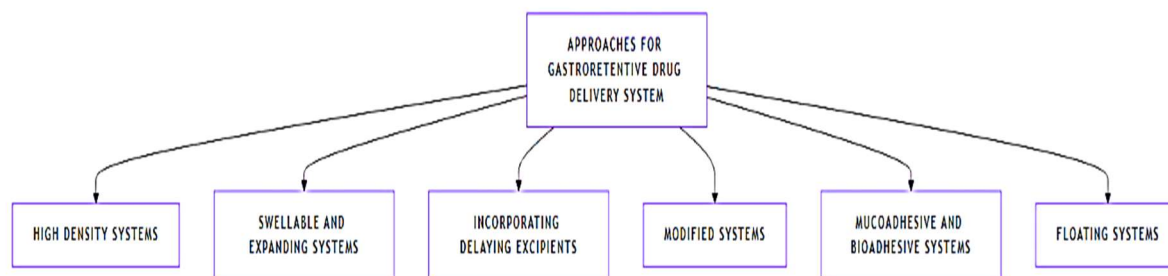 APPROACHES FOR
GASTRORETENTIVE DRUG
DELIVERY SYSTEM
HIGH DENSITY SYSTEMS
SWELLABLE AND
EXPANDING SYSTEMS
INCORPORATING
DELAYING EXCIPIENTS
MODIFIED SYSTEMS
MUCOADHESIVE AND
BIOADHESIVE SYSTEMS
FLOATING SYSTEMS